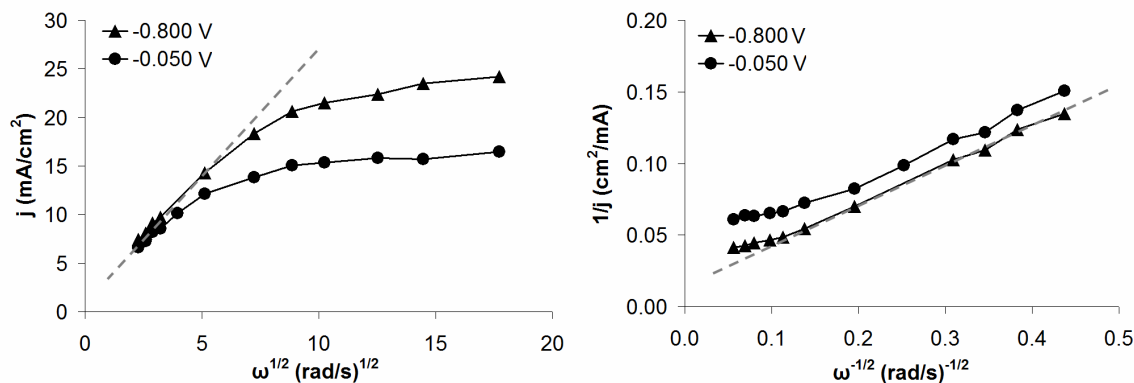 j (mA/cm²)
30
25
20
15
10
5
0
-0.800 V
-0.050 V
0 5 10 15 20
ω^1/2 (rad/s)^1/2
1/j (cm²/mA)
0.20
0.15
0.10
0.05
0.00
-0.800 V
-0.050 V
0.0 0.1 0.2 0.3 0.4 0.5
ω^-1/2 (rad/s)^-1/2